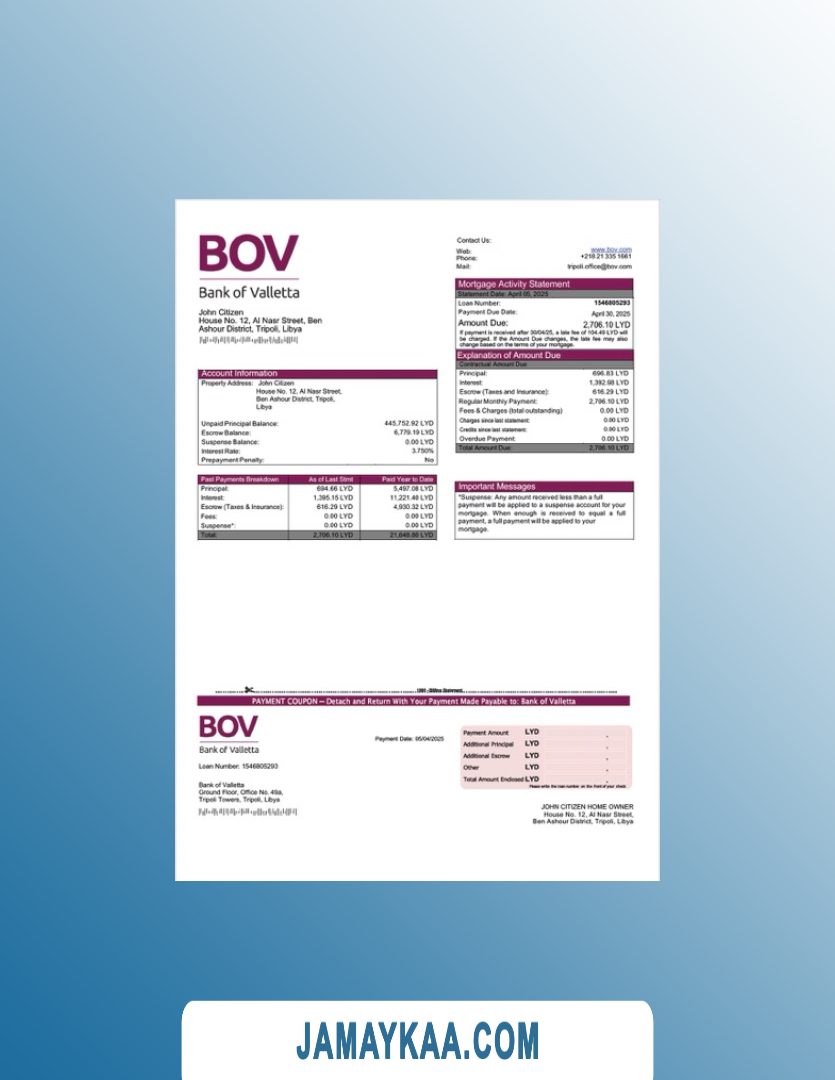 BOV
Bank of Valletta
John Citizen
House No. 12, Al Nasr Street, Ben
Ashour District, Tripoli, Libya
Contact Us:
Web: www.bov.com
Phone: +218 21 335 1661
Mail: tripoli.office@bov.com
Mortgage Activity Statement
Statement Date: April 05, 2025
Loan Number: 1546805293
Payment Due Date: April 30, 2025
Amount Due: 2,706.10 LYD
If payment is received after 30/04/25, a late fee of 104.49 LYD will
be charged. If the Amount Due changes, the late fee may also
change based on the terms of your mortgage.
Explanation of Amount Due
Contractual Amount Due
Principal: 696.83 LYD
Interest: 1,392.98 LYD
Escrow (Taxes and Insurance): 616.29 LYD
Regular Monthly Payment: 2,706.10 LYD
Fees & Charges (total outstanding) 0.00 LYD
Charges since last statement: 0.00 LYD
Credits since last statement: 0.00 LYD
Overdue Payment: 0.00 LYD
Total Amount Due: 2,706.10 LYD
Account Information
Property Address: John Citizen
House No. 12, Al Nasr Street,
Ben Ashour District, Tripoli,
Libya
Unpaid Principal Balance: 445,752.92 LYD
Escrow Balance: 6,779.19 LYD
Suspense Balance: 0.00 LYD
Interest Rate: 3.750%
Prepayment Penalty: No
Past Payments Breakdown As of Last Stmt Paid Year to Date
Principal: 694.66 LYD 5,497.08 LYD
Interest: 1,395.15 LYD 11,221.40 LYD
Escrow (Taxes & Insurance): 616.29 LYD 4,930.32 LYD
Fees: 0.00 LYD 0.00 LYD
Suspense*: 0.00 LYD 0.00 LYD
Total: 2,706.10 LYD 21,648.80 LYD
Important Messages
*Suspense: Any amount received less than a full
payment will be applied to a suspense account for your
mortgage. When enough is received to equal a full
payment, a full payment will be applied to your
mortgage.
PAYMENT COUPON – Detach and Return With Your Payment Made Payable to: Bank of Valletta
BOV
Bank of Valletta
Loan Number: 1546805293
Bank of Valletta
Ground Floor, Office No. 49a,
Tripoli Towers, Tripoli, Libya
Payment Date: 05/04/2025
Payment Amount LYD
Additional Principal LYD
Additional Escrow LYD
Other LYD
Total Amount Enclosed LYD
Please write the loan number on the front of your check.
JOHN CITIZEN HOME OWNER
House No. 12, Al Nasr Street,
Ben Ashour District, Tripoli, Libya
JAMAYKAA.COM